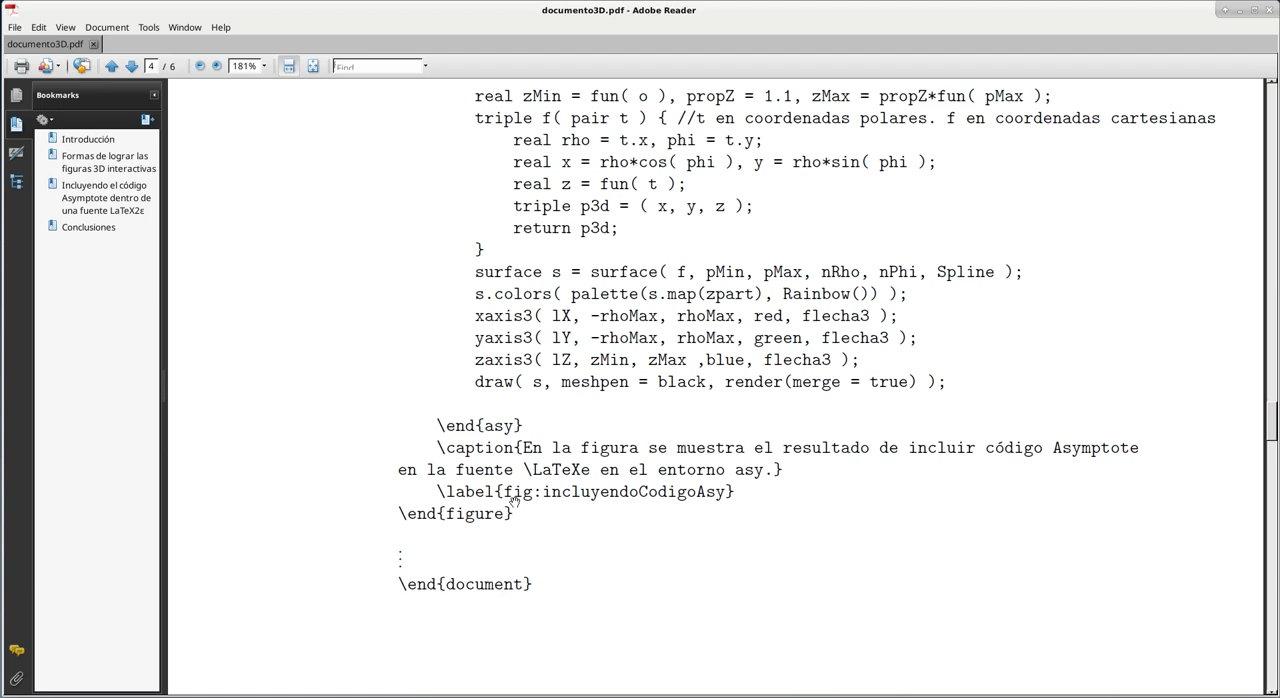 documento3D.pdf - Adobe Reader
File Edit View Document Tools Window Help
documento3D.pdf
4 / 6 181% Find
Bookmarks
Introducción
Formas de lograr las
figuras 3D interactivas
Incluyendo el código
Asymptote dentro de
una fuente LaTeX2ε
Conclusiones
real zMin = fun( o ), propZ = 1.1, zMax = propZ*fun( pMax );
triple f( pair t ) { //t en coordenadas polares. f en coordenadas cartesianas
real rho = t.x, phi = t.y;
real x = rho*cos( phi ), y = rho*sin( phi );
real z = fun( t );
triple p3d = ( x, y, z );
return p3d;
}
surface s = surface( f, pMin, pMax, nRho, nPhi, Spline );
s.colors( palette(s.map(zpart), Rainbow()) );
xaxis3( lX, -rhoMax, rhoMax, red, flecha3 );
yaxis3( lY, -rhoMax, rhoMax, green, flecha3 );
zaxis3( lZ, zMin, zMax ,blue, flecha3 );
draw( s, meshpen = black, render(merge = true) );
\end{asy}
\caption{En la figura se muestra el resultado de incluir código Asymptote
en la fuente \LaTeXe en el entorno asy.}
\label{fig:incluyendoCodigoAsy}
\end{figure}
⋮
\end{document}